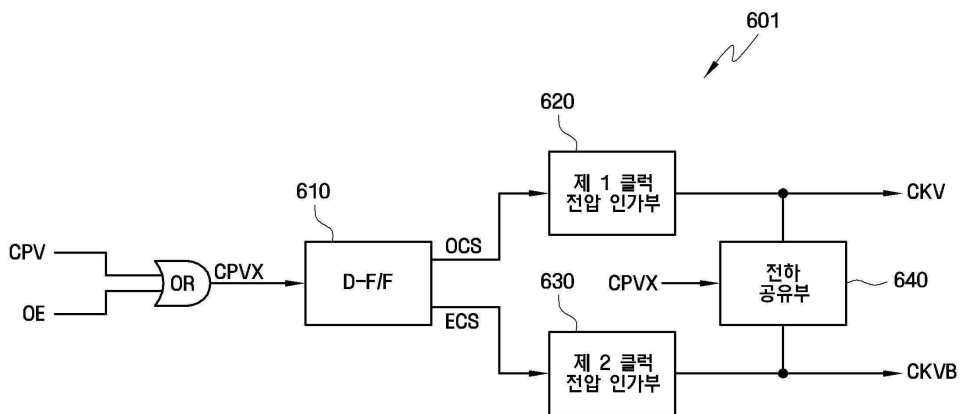 601
620
제 1 클럭
전압 인가부
CKV
610
OCS
CPV
OR
CPVX
D-F/F
OE
ECS
630
CPVX
전하
공유부
640
제 2 클럭
전압 인가부
CKVB